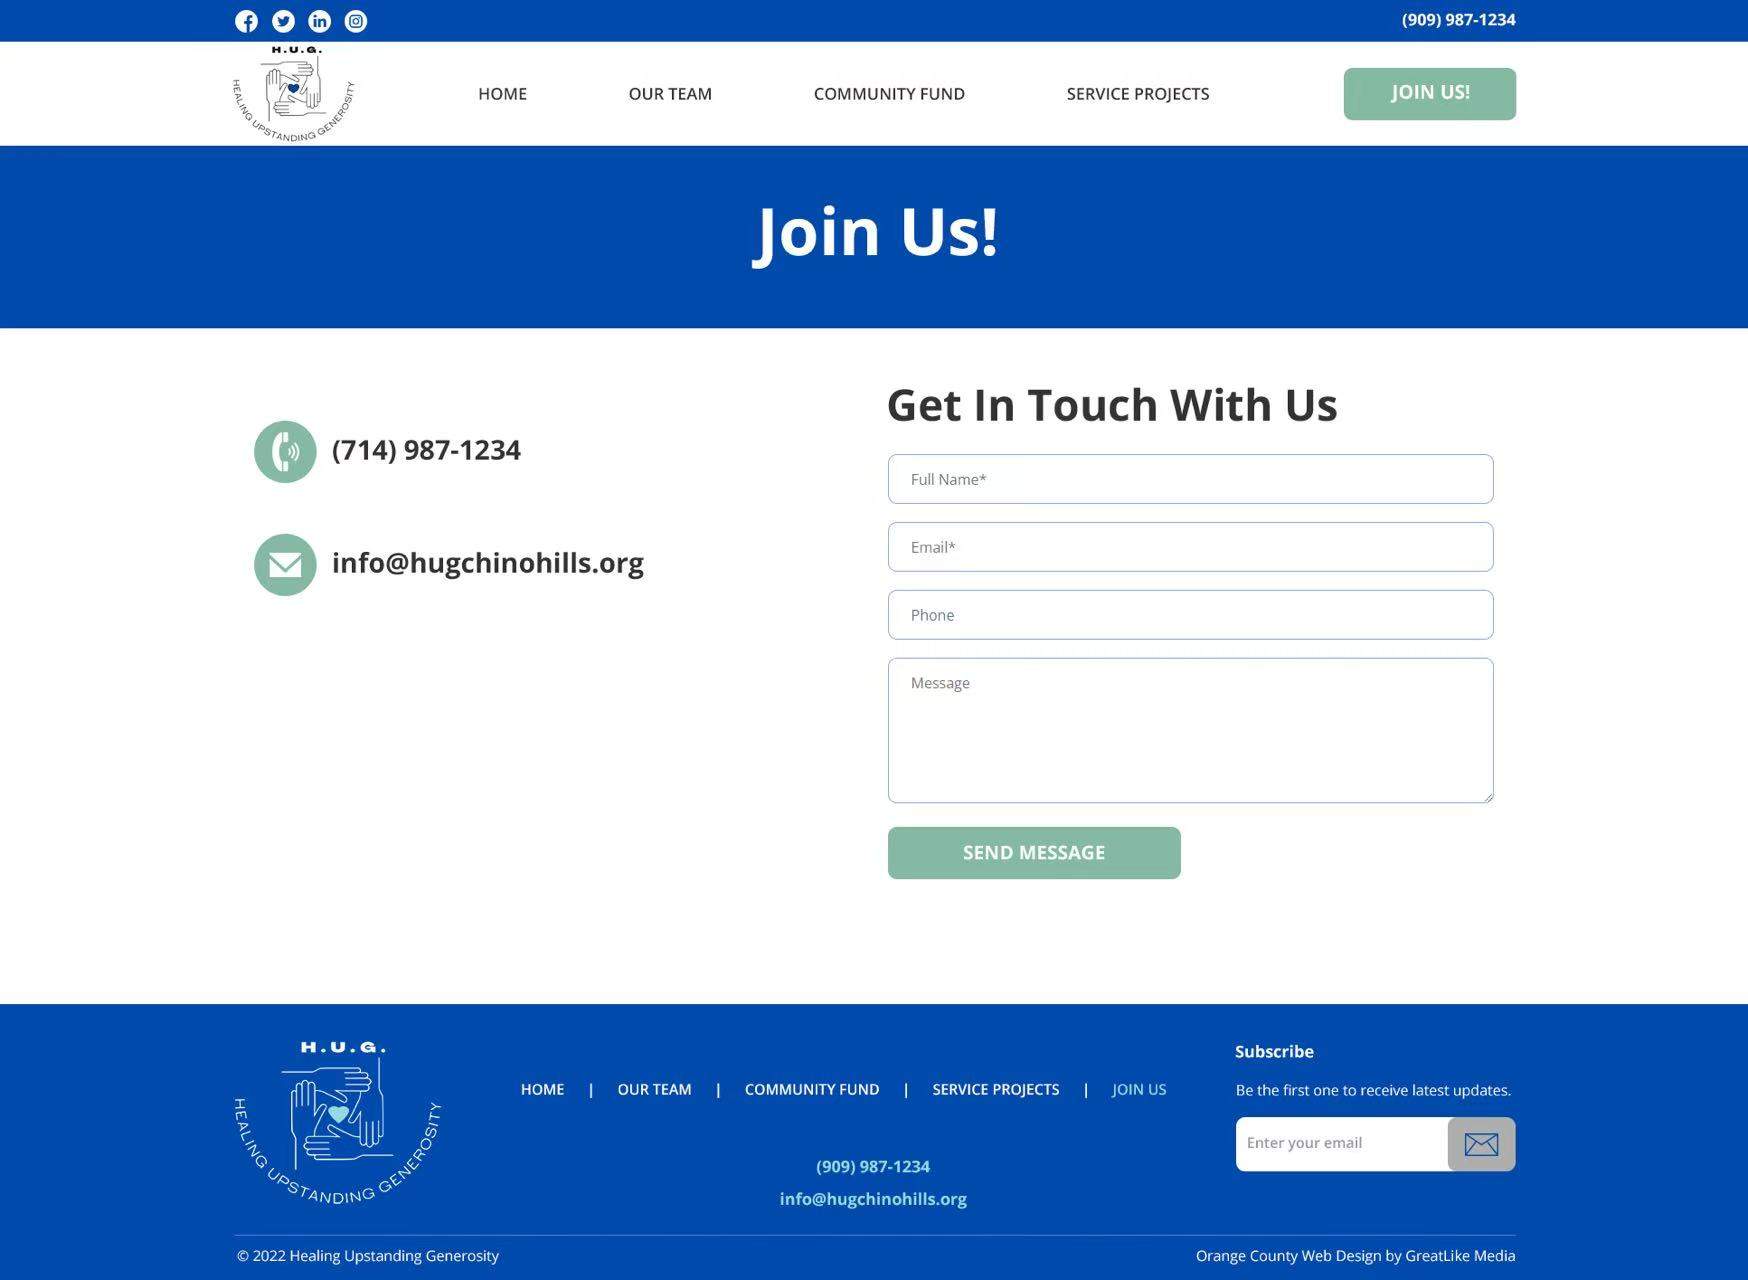 (909) 987-1234
H.U.G.
HEALING UPSTANDING GENEROSITY
HOME
OUR TEAM
COMMUNITY FUND
SERVICE PROJECTS
JOIN US!
Join Us!
(714) 987-1234
info@hugchinohills.org
Get In Touch With Us
Full Name*
Email*
Phone
Message
SEND MESSAGE
H.U.G.
HEALING UPSTANDING GENEROSITY
HOME | OUR TEAM | COMMUNITY FUND | SERVICE PROJECTS | JOIN US
(909) 987-1234
info@hugchinohills.org
Subscribe
Be the first one to receive latest updates.
Enter your email
© 2022 Healing Upstanding Generosity
Orange County Web Design by GreatLike Media